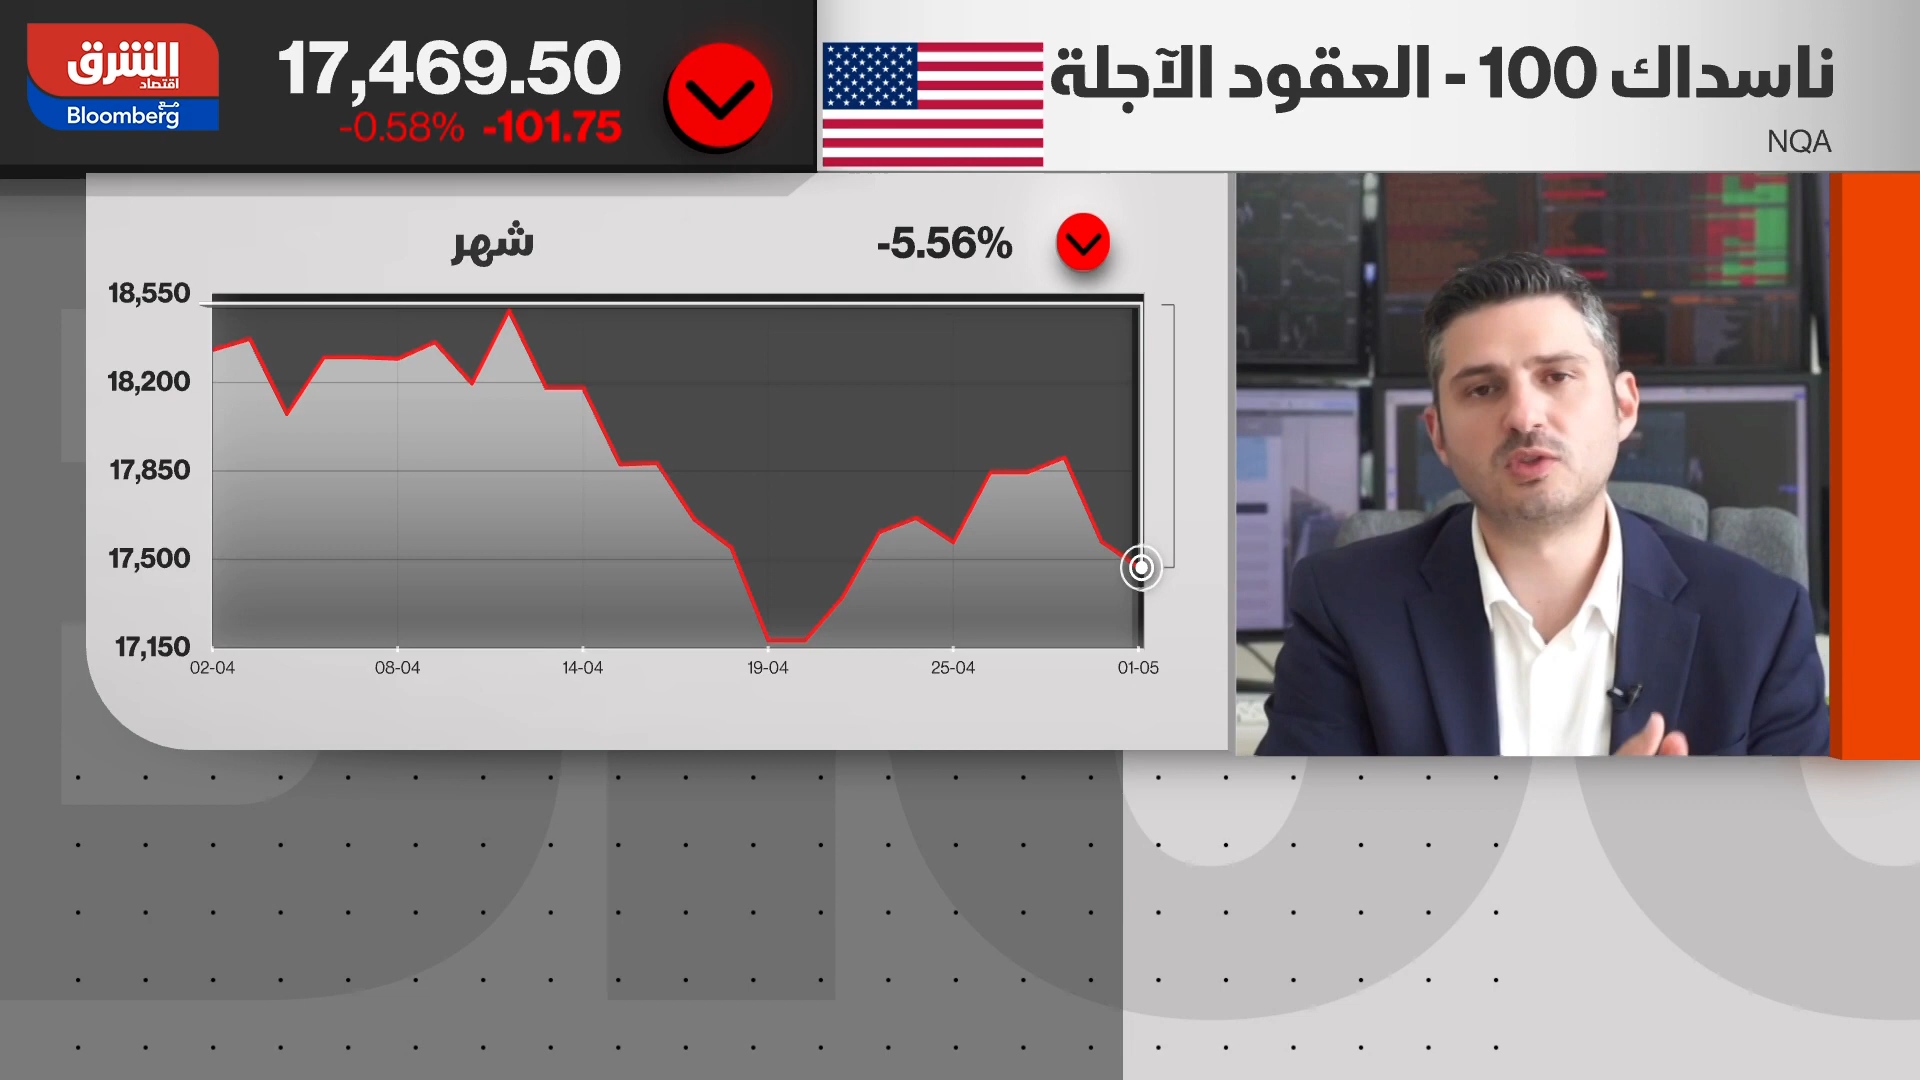 الشرق
اقتصاد
مع
Bloomberg
17,469.50
-0.58% -101.75
ناسداك 100 - العقود الآجلة
NQA
شهر
-5.56%
18,550
18,200
17,850
17,500
17,150
02-04 08-04 14-04 19-04 25-04 01-05